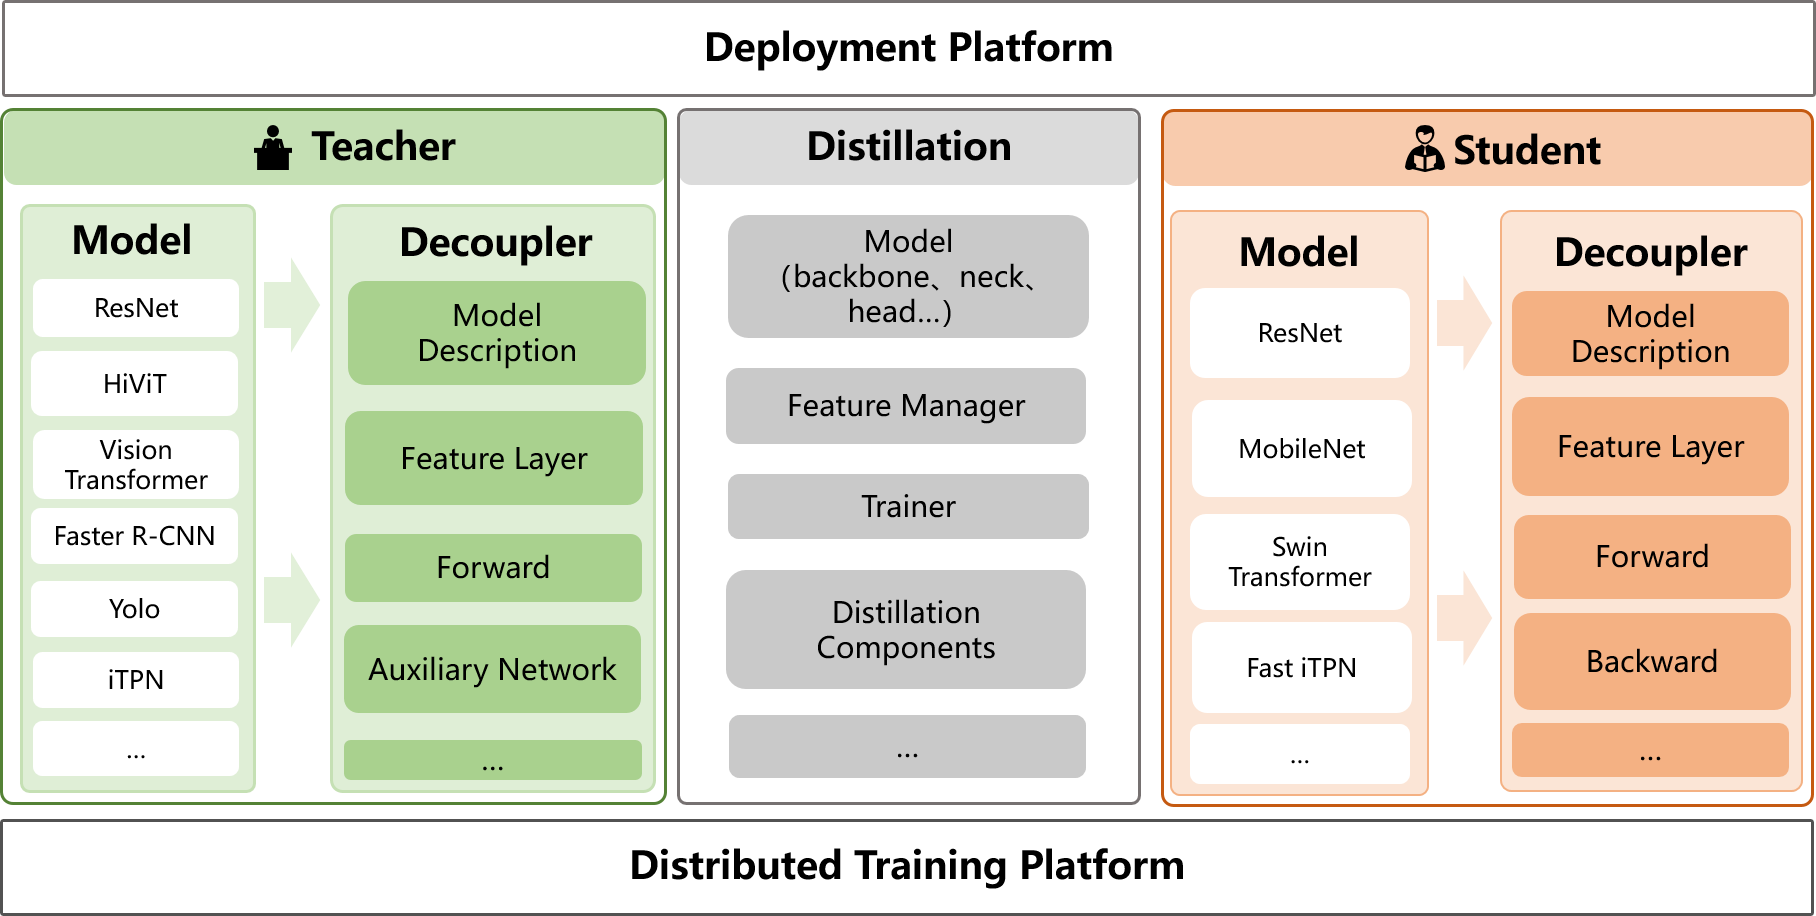 Deployment Platform
Teacher
Model
ResNet
HiViT
Vision
Transformer
Faster R-CNN
Yolo
iTPN
...
Decoupler
Model
Description
Feature Layer
Forward
Auxiliary Network
...
Distillation
Model
（backbone、neck、
head...）
Feature Manager
Trainer
Distillation
Components
...
Student
Model
ResNet
MobileNet
Swin
Transformer
Fast iTPN
...
Decoupler
Model
Description
Feature Layer
Forward
Backward
...
Distributed Training Platform